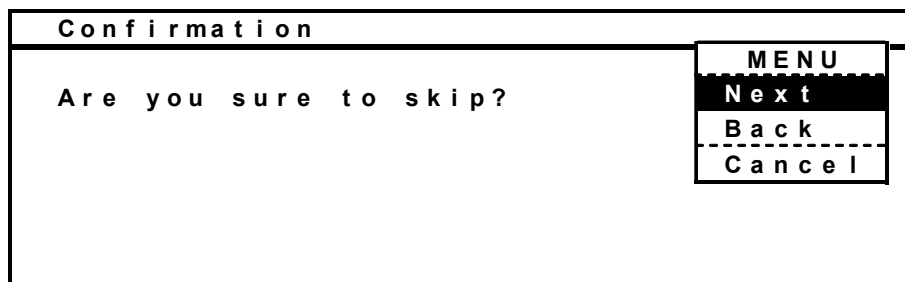 Confirmation
MENU
Are you sure to skip?
Next
Back
Cancel